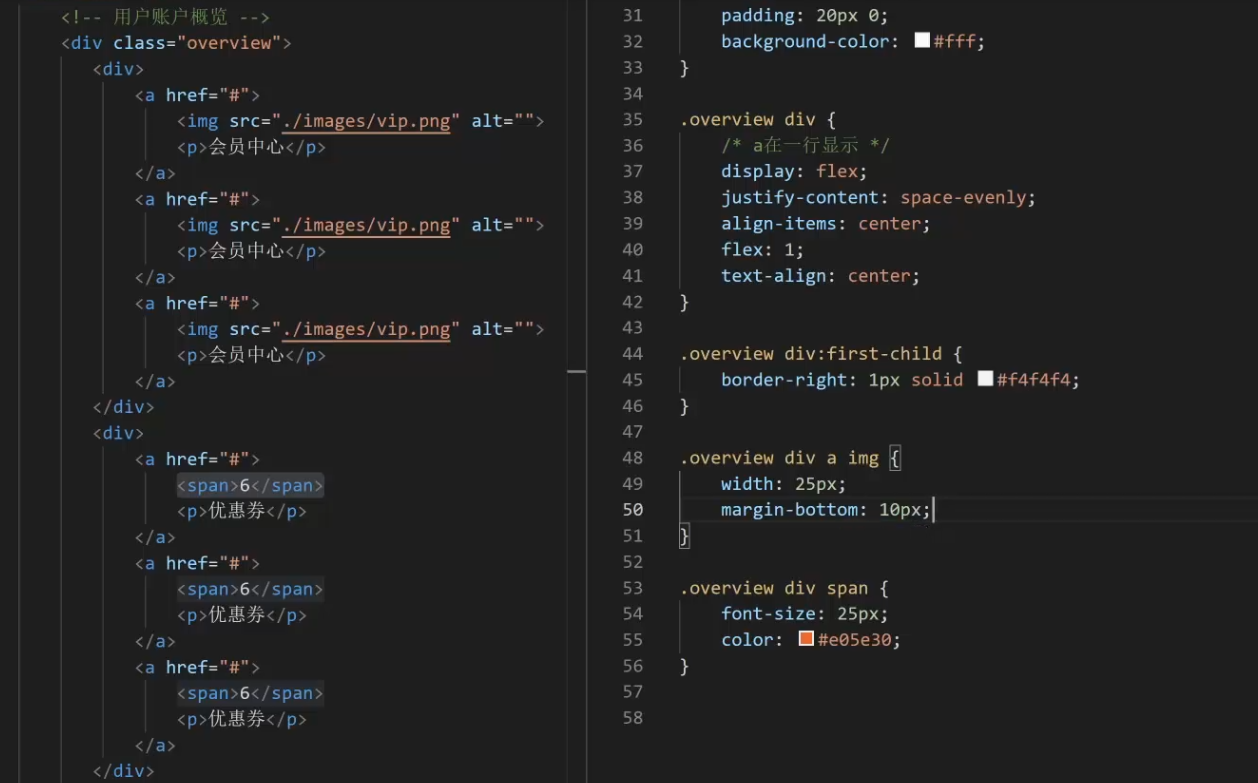 <!-- 用户账户概览 -->
<div class="overview">
<div>
<a href="#">
<img src="./images/vip.png" alt="">
<p>会员中心</p>
</a>
<a href="#">
<img src="./images/vip.png" alt="">
<p>会员中心</p>
</a>
<a href="#">
<img src="./images/vip.png" alt="">
<p>会员中心</p>
</a>
</div>
<div>
<a href="#">
<span>6</span>
<p>优惠券</p>
</a>
<a href="#">
<span>6</span>
<p>优惠券</p>
</a>
<a href="#">
<span>6</span>
<p>优惠券</p>
</a>
</div>
31 padding: 20px 0;
32 background-color: #fff;
33 }
34
35 .overview div {
36 /* a在一行显示 */
37 display: flex;
38 justify-content: space-evenly;
39 align-items: center;
40 flex: 1;
41 text-align: center;
42 }
43
44 .overview div:first-child {
45 border-right: 1px solid #f4f4f4;
46 }
47
48 .overview div a img {
49 width: 25px;
50 margin-bottom: 10px;
51 }
52
53 .overview div span {
54 font-size: 25px;
55 color: #e05e30;
56 }
57
58